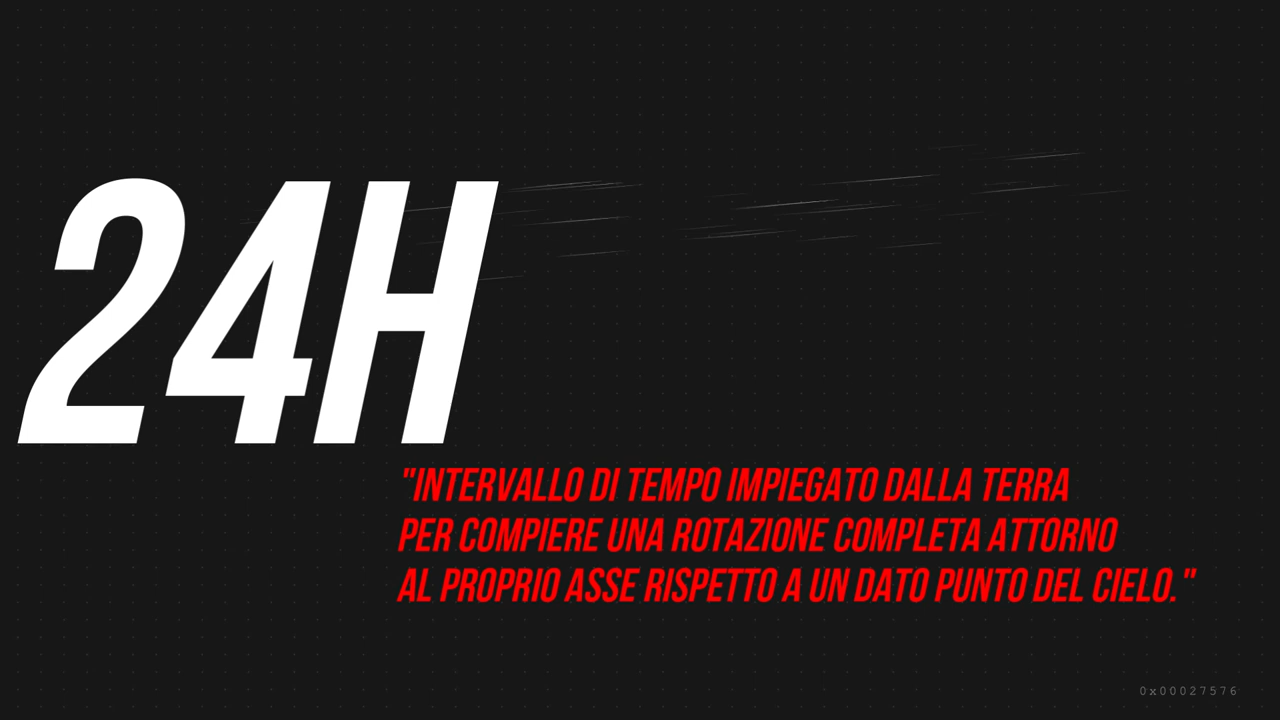 24H
"INTERVALLO DI TEMPO IMPIEGATO DALLA TERRA
PER COMPIERE UNA ROTAZIONE COMPLETA ATTORNO
AL PROPRIO ASSE RISPETTO A UN DATO PUNTO DEL CIELO."
0x00027576